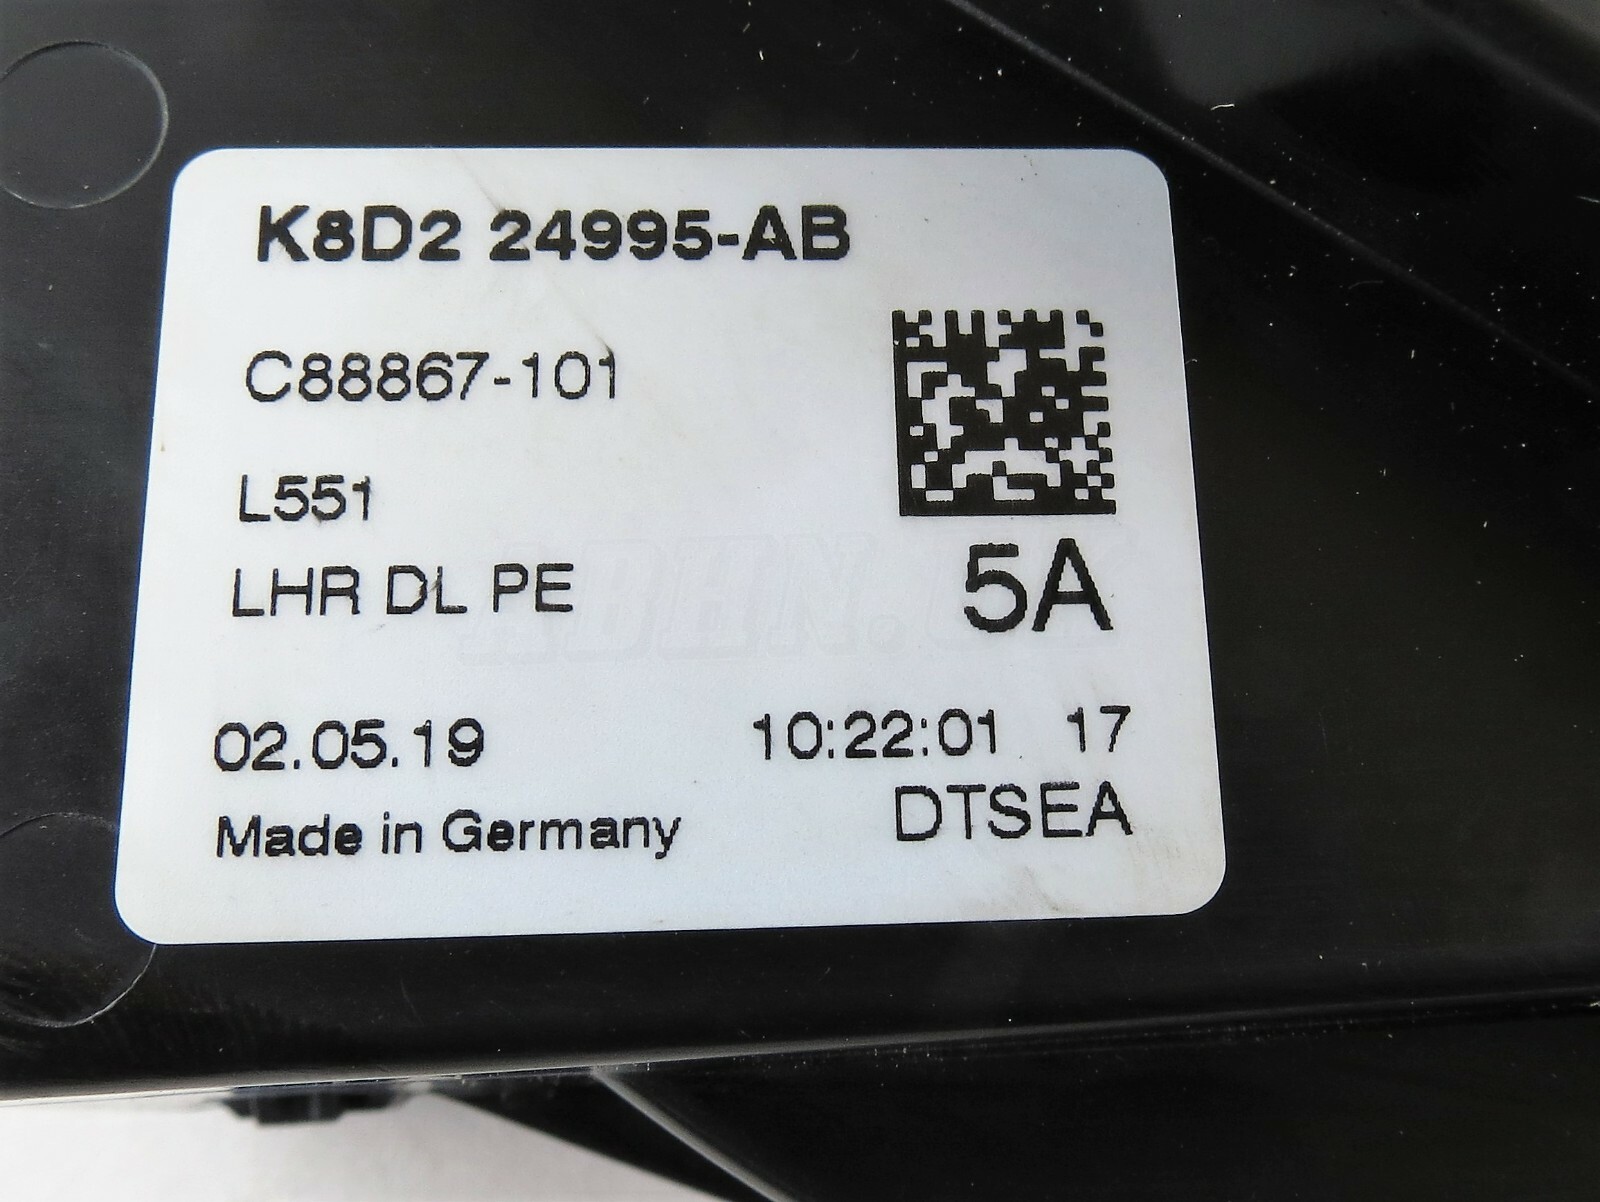 K8D2 24995-AB
C88867-101
L551
LHR DL PE
5A
02.05.19 10:22:01 17
Made in Germany DTSEA